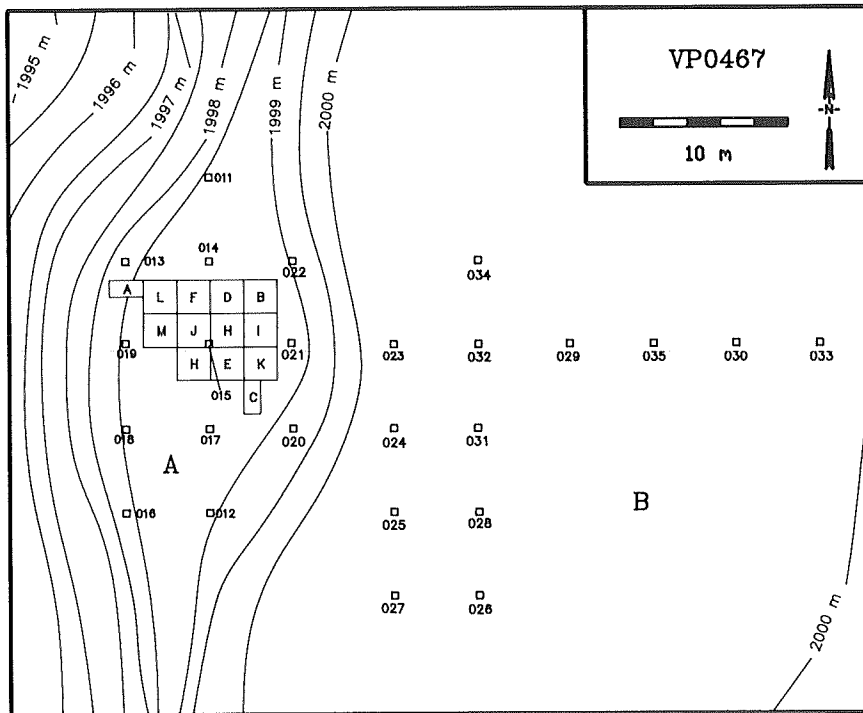 VP0467
-N-
10 m
1995 m
1996 m
1997 m
1998 m
1999 m
2000 m
011
013
014
022
034
A
L
F
D
B
M
J
H
I
019
021
023
032
029
035
030
033
H
E
K
015
C
018
017
020
024
031
A
B
016
012
025
028
027
026
2000 m